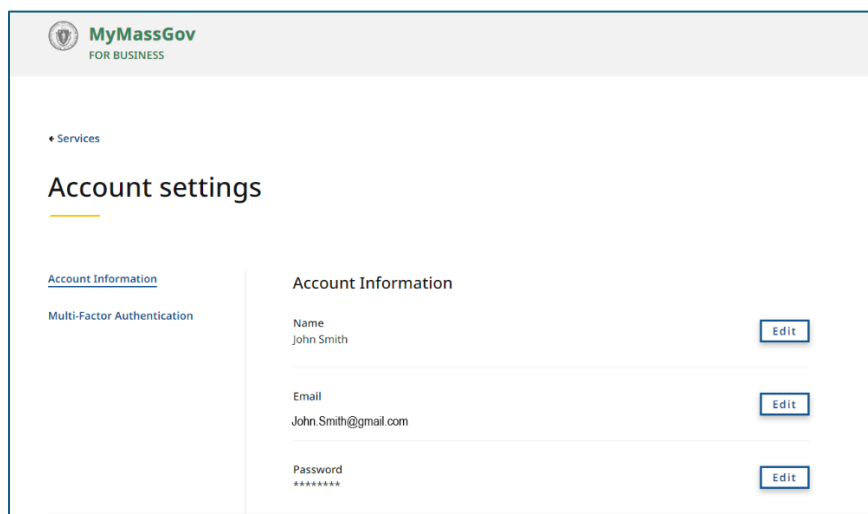 MyMassGov
FOR BUSINESS
Services
Account settings
Account Information
Multi-Factor Authentication
Account Information
Name
John Smith
Edit
Email
John.Smith@gmail.com
Edit
Password
********
Edit